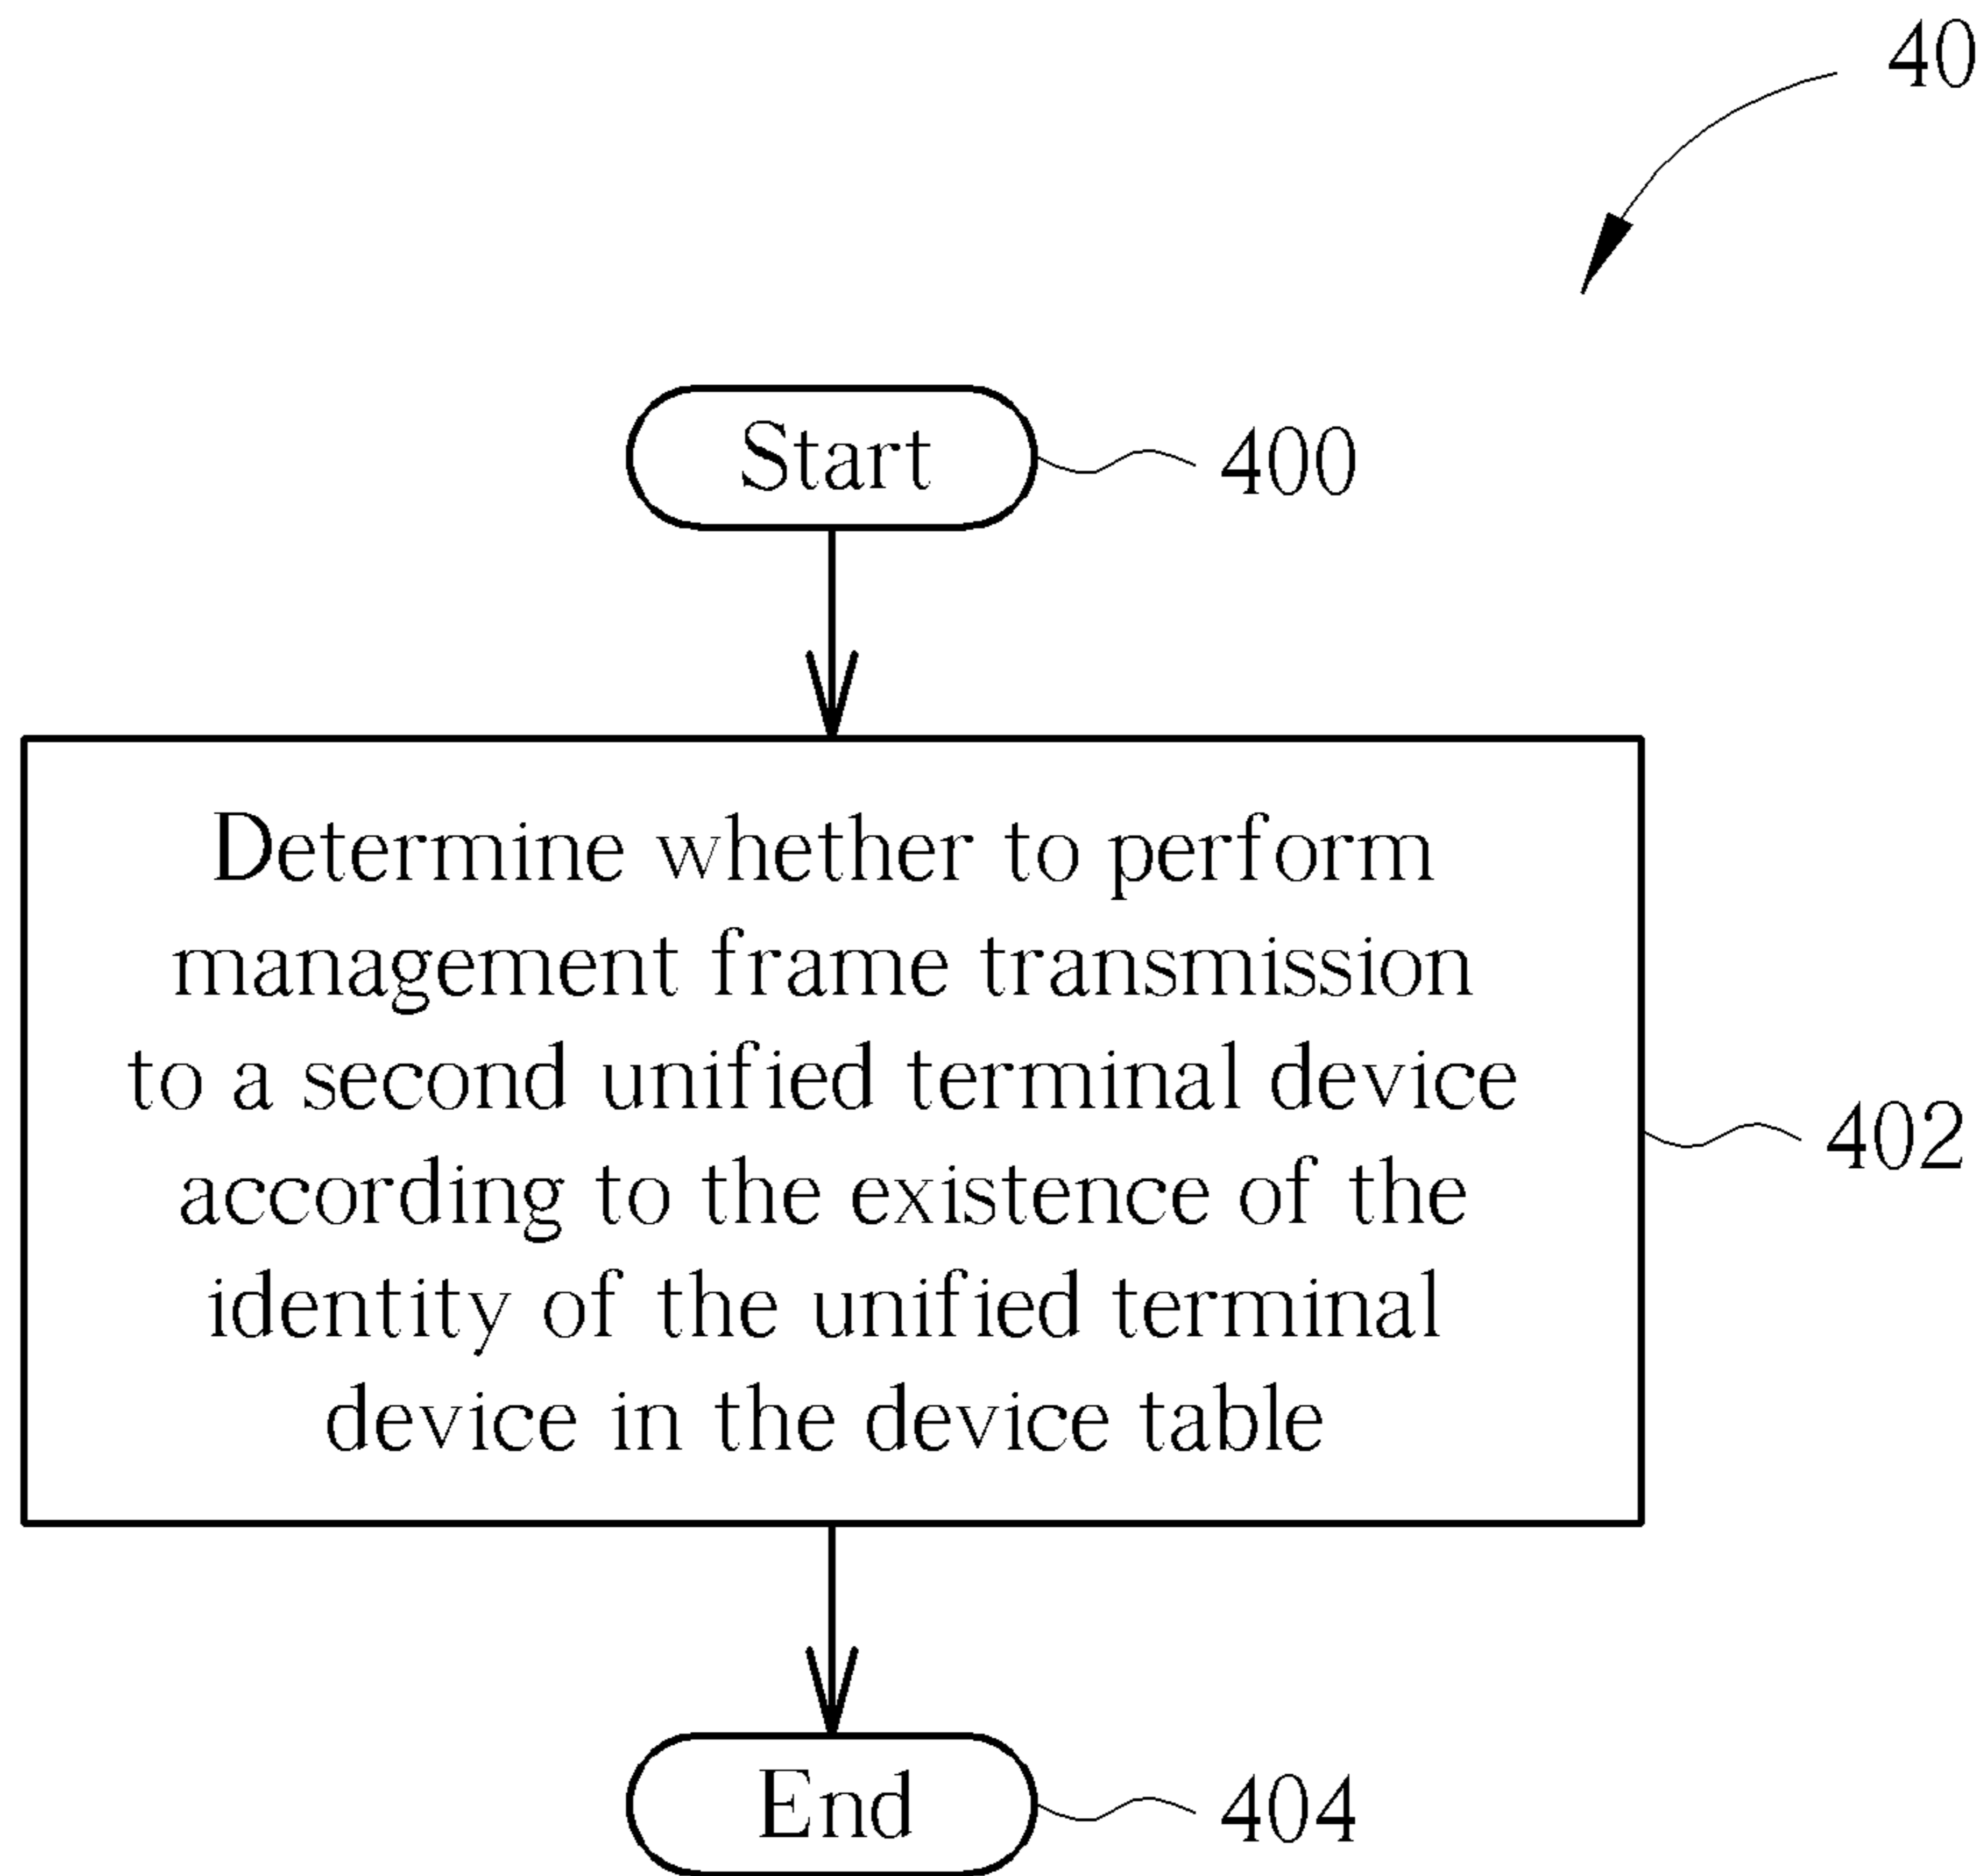 40
Start
400
Determine whether to perform
management frame transmission
to a second unified terminal device
according to the existence of the
identity of the unified terminal
device in the device table
402
End
404